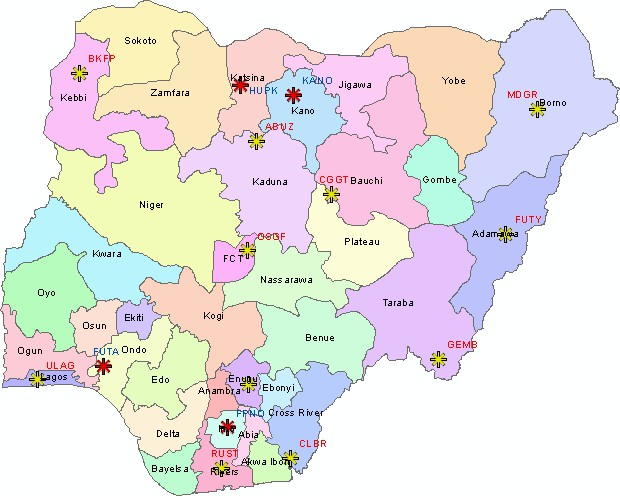 Sokoto
BKFP
Kebbi
Zamfara
Katsina
HUPK
KANO
Kano
Jigawa
Yobe
MDGR
Borno
ABUZ
Kaduna
CGGT
Bauchi
Gombe
Niger
FUTY
Adamawa
OSGF
FCT
Plateau
Kwara
Nassarawa
Oyo
Taraba
Kogi
Ekiti
Osun
Benue
Ogun
FUTA
Ondo
GEMB
ULAG
Lagos
Edo
Enugu
Ebonyi
Anambra
FPNO
Cross River
Delta
Abia
CLBR
RUST
Akwa Ibom
Rivers
Bayelsa